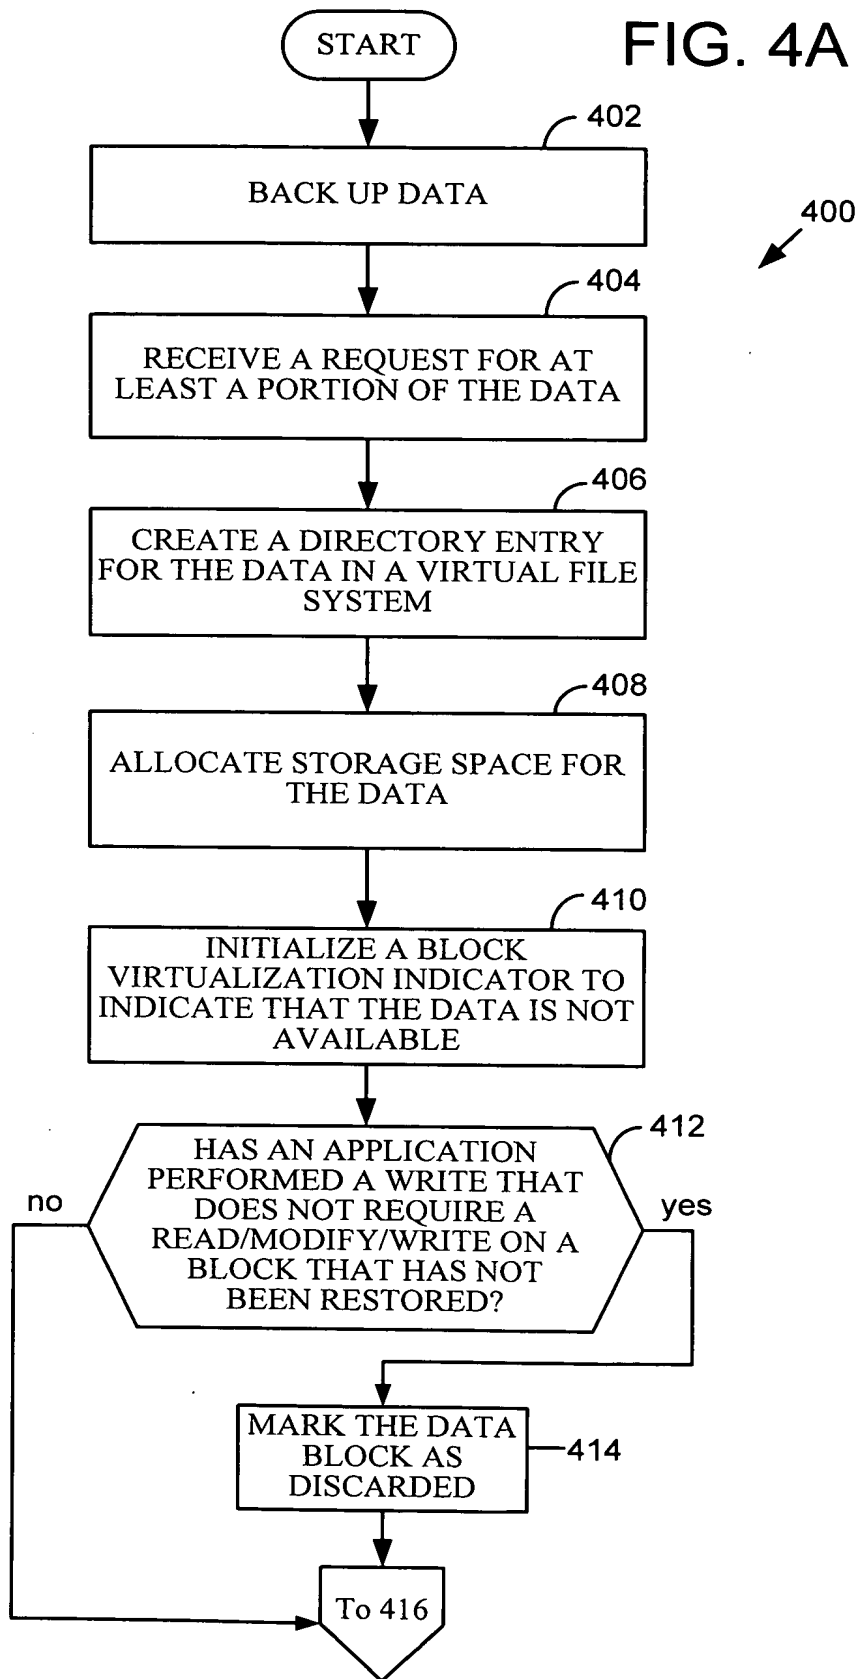 START
FIG. 4A
402
BACK UP DATA
400
404
RECEIVE A REQUEST FOR AT
LEAST A PORTION OF THE DATA
406
CREATE A DIRECTORY ENTRY
FOR THE DATA IN A VIRTUAL FILE
SYSTEM
408
ALLOCATE STORAGE SPACE FOR
THE DATA
410
INITIALIZE A BLOCK
VIRTUALIZATION INDICATOR TO
INDICATE THAT THE DATA IS NOT
AVAILABLE
412
HAS AN APPLICATION
PERFORMED A WRITE THAT
DOES NOT REQUIRE A
READ/MODIFY/WRITE ON A
BLOCK THAT HAS NOT
BEEN RESTORED?
no
yes
MARK THE DATA
BLOCK AS
DISCARDED
414
To 416